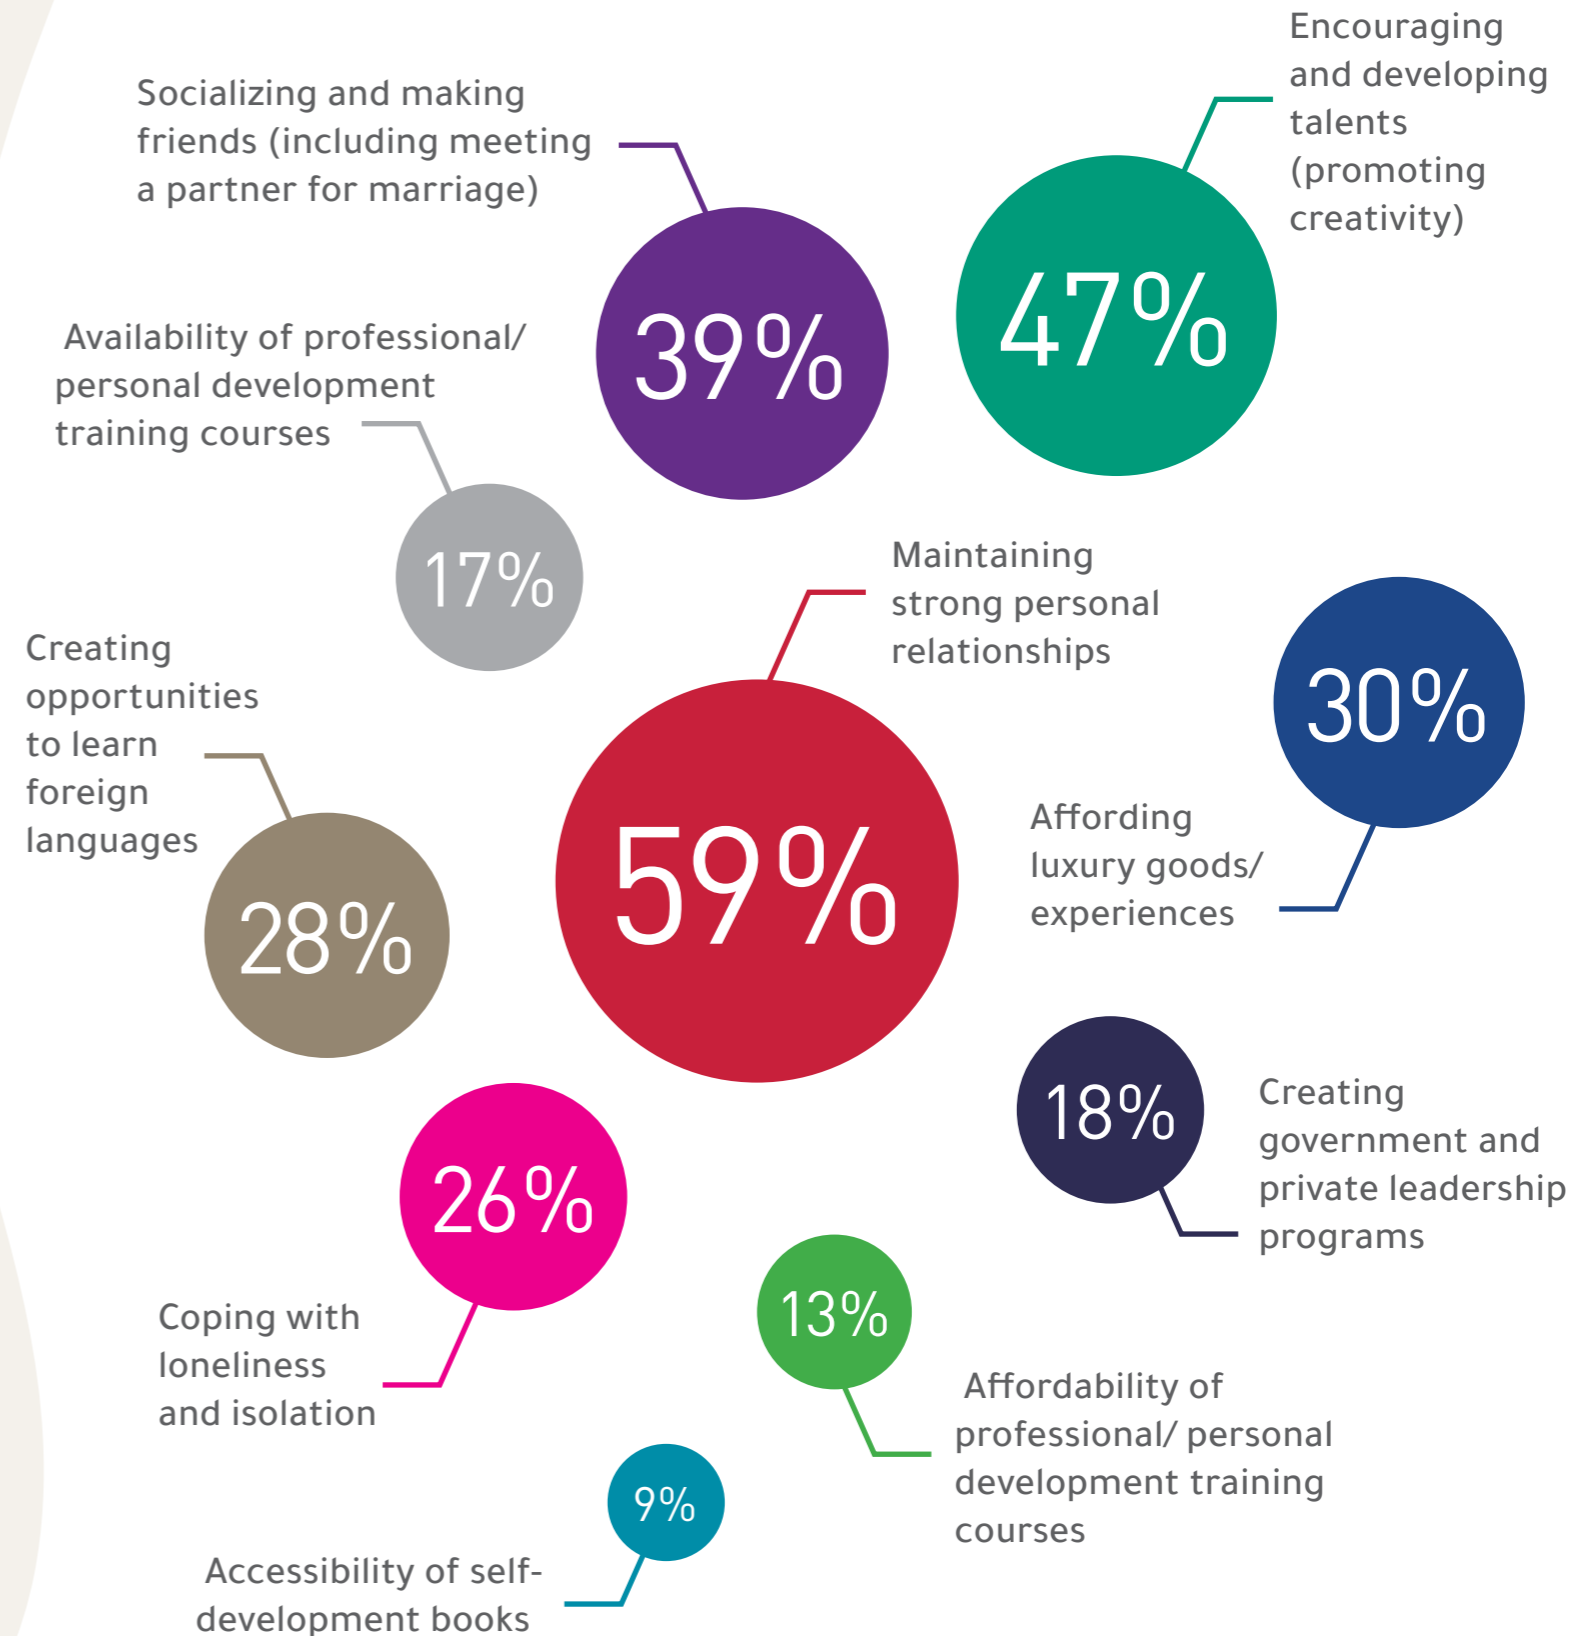 Encouraging
and developing
talents
(promoting
creativity)
47%
Socializing and making
friends (including meeting
a partner for marriage)
39%
Availability of professional/
personal development
training courses
17%
Maintaining
strong personal
relationships
59%
30%
Affording
luxury goods/
experiences
Creating
opportunities
to learn
foreign
languages
28%
18%
Creating
government and
private leadership
programs
26%
Coping with
loneliness
and isolation
13%
Affordability of
professional/ personal
development training
courses
9%
Accessibility of self-
development books